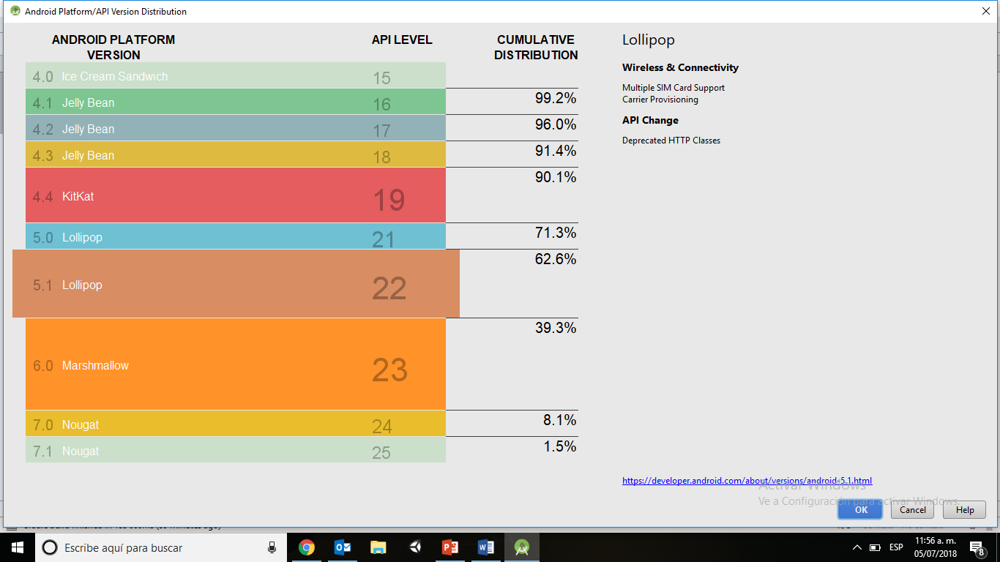 Android Platform/API Version Distribution
ANDROID PLATFORM VERSION API LEVEL CUMULATIVE DISTRIBUTION
4.0 Ice Cream Sandwich 15
4.1 Jelly Bean 16 99.2%
4.2 Jelly Bean 17 96.0%
4.3 Jelly Bean 18 91.4%
4.4 KitKat 19 90.1%
5.0 Lollipop 21 71.3%
5.1 Lollipop 22 62.6%
6.0 Marshmallow 23 39.3%
7.0 Nougat 24 8.1%
7.1 Nougat 25 1.5%
Lollipop
Wireless & Connectivity
Multiple SIM Card Support
Carrier Provisioning
API Change
Deprecated HTTP Classes
https://developer.android.com/about/versions/android-5.1.html
Activar Windows
Ve a Configuración para activar Windows.
OK Cancel Help
Escribe aquí para buscar
ESP
11:56 a. m.
05/07/2018
8